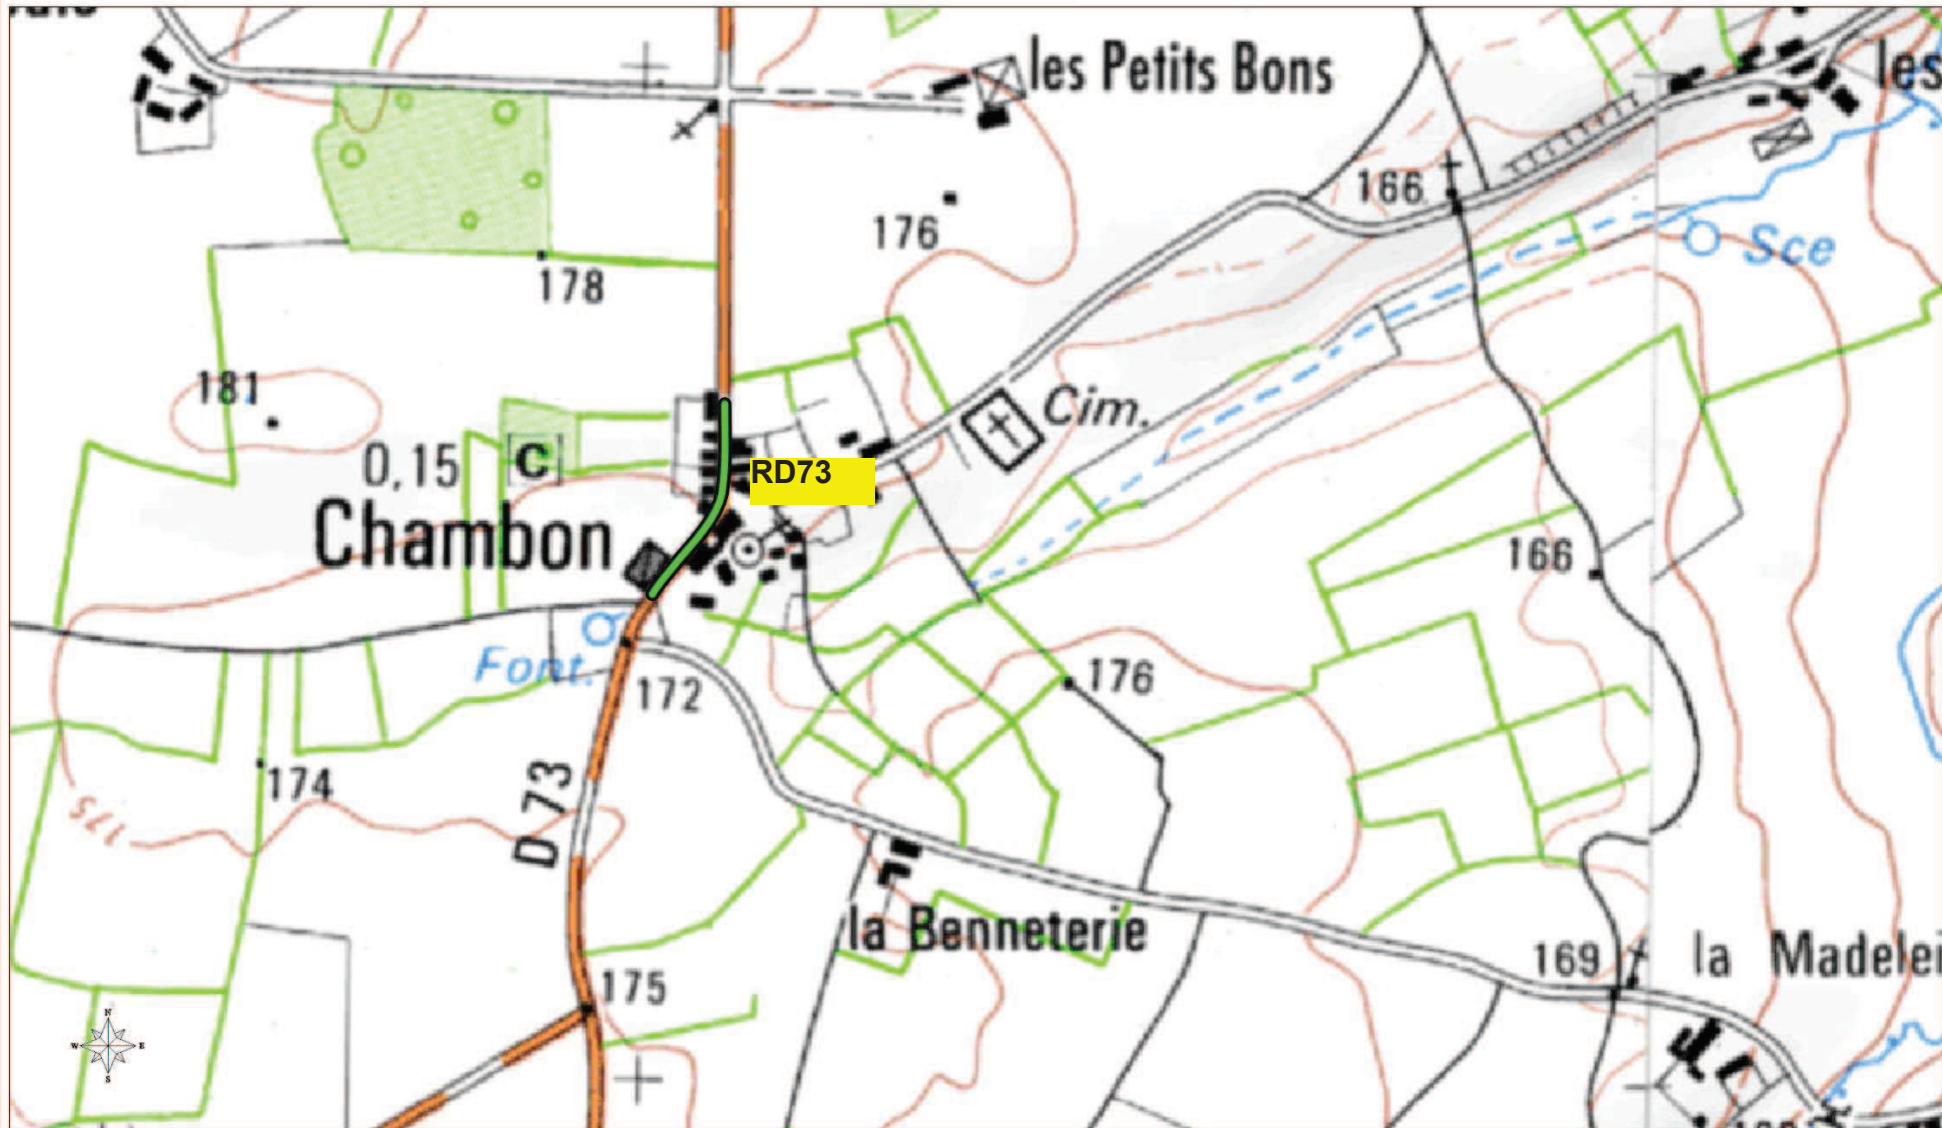 les Petits Bons
les
166
176
Sce
178
181
Cim.
0,15
C
RD73
Chambon
166
Font.
172
176
174
D 73
175
la Benneterie
175
169
la Madelei
N
W
E
S